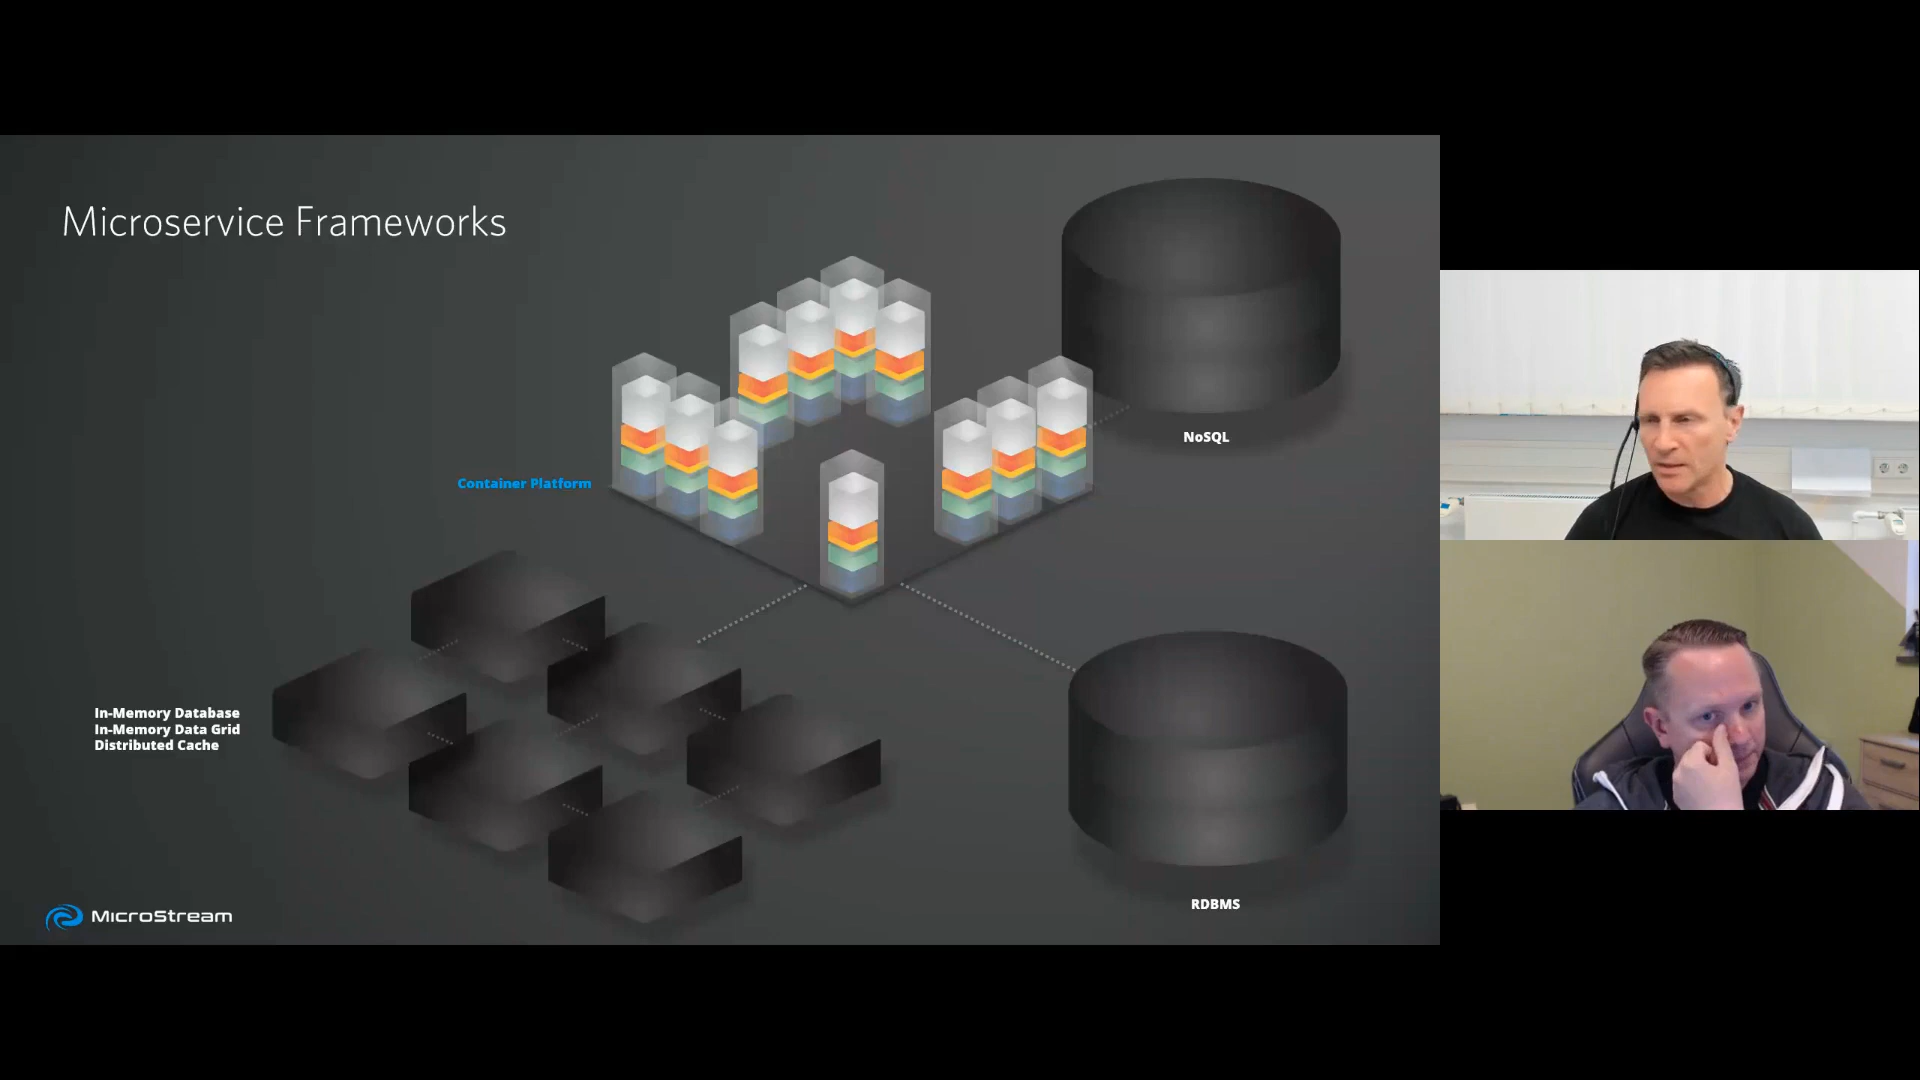 Microservice Frameworks
NoSQL
Container Platform
In-Memory Database
In-Memory Data Grid
Distributed Cache
RDBMS
MicroStream